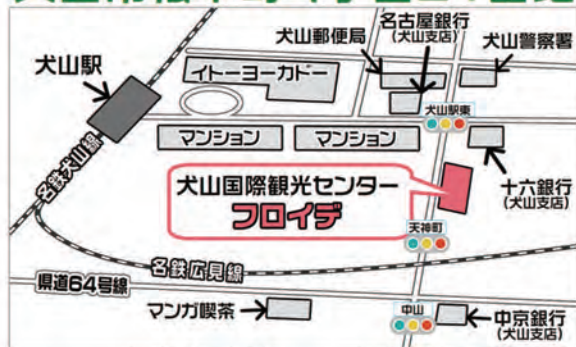 名古屋銀行
(犬山支店)
犬山郵便局
犬山警察署
犬山駅
イトーヨーカドー
犬山駅東
マンション
マンション
名鉄犬山線
犬山国際観光センター
フロイデ
十六銀行
(犬山支店)
天神町
名鉄広見線
県道64号線
マンガ喫茶
中山
中京銀行
(犬山支店)